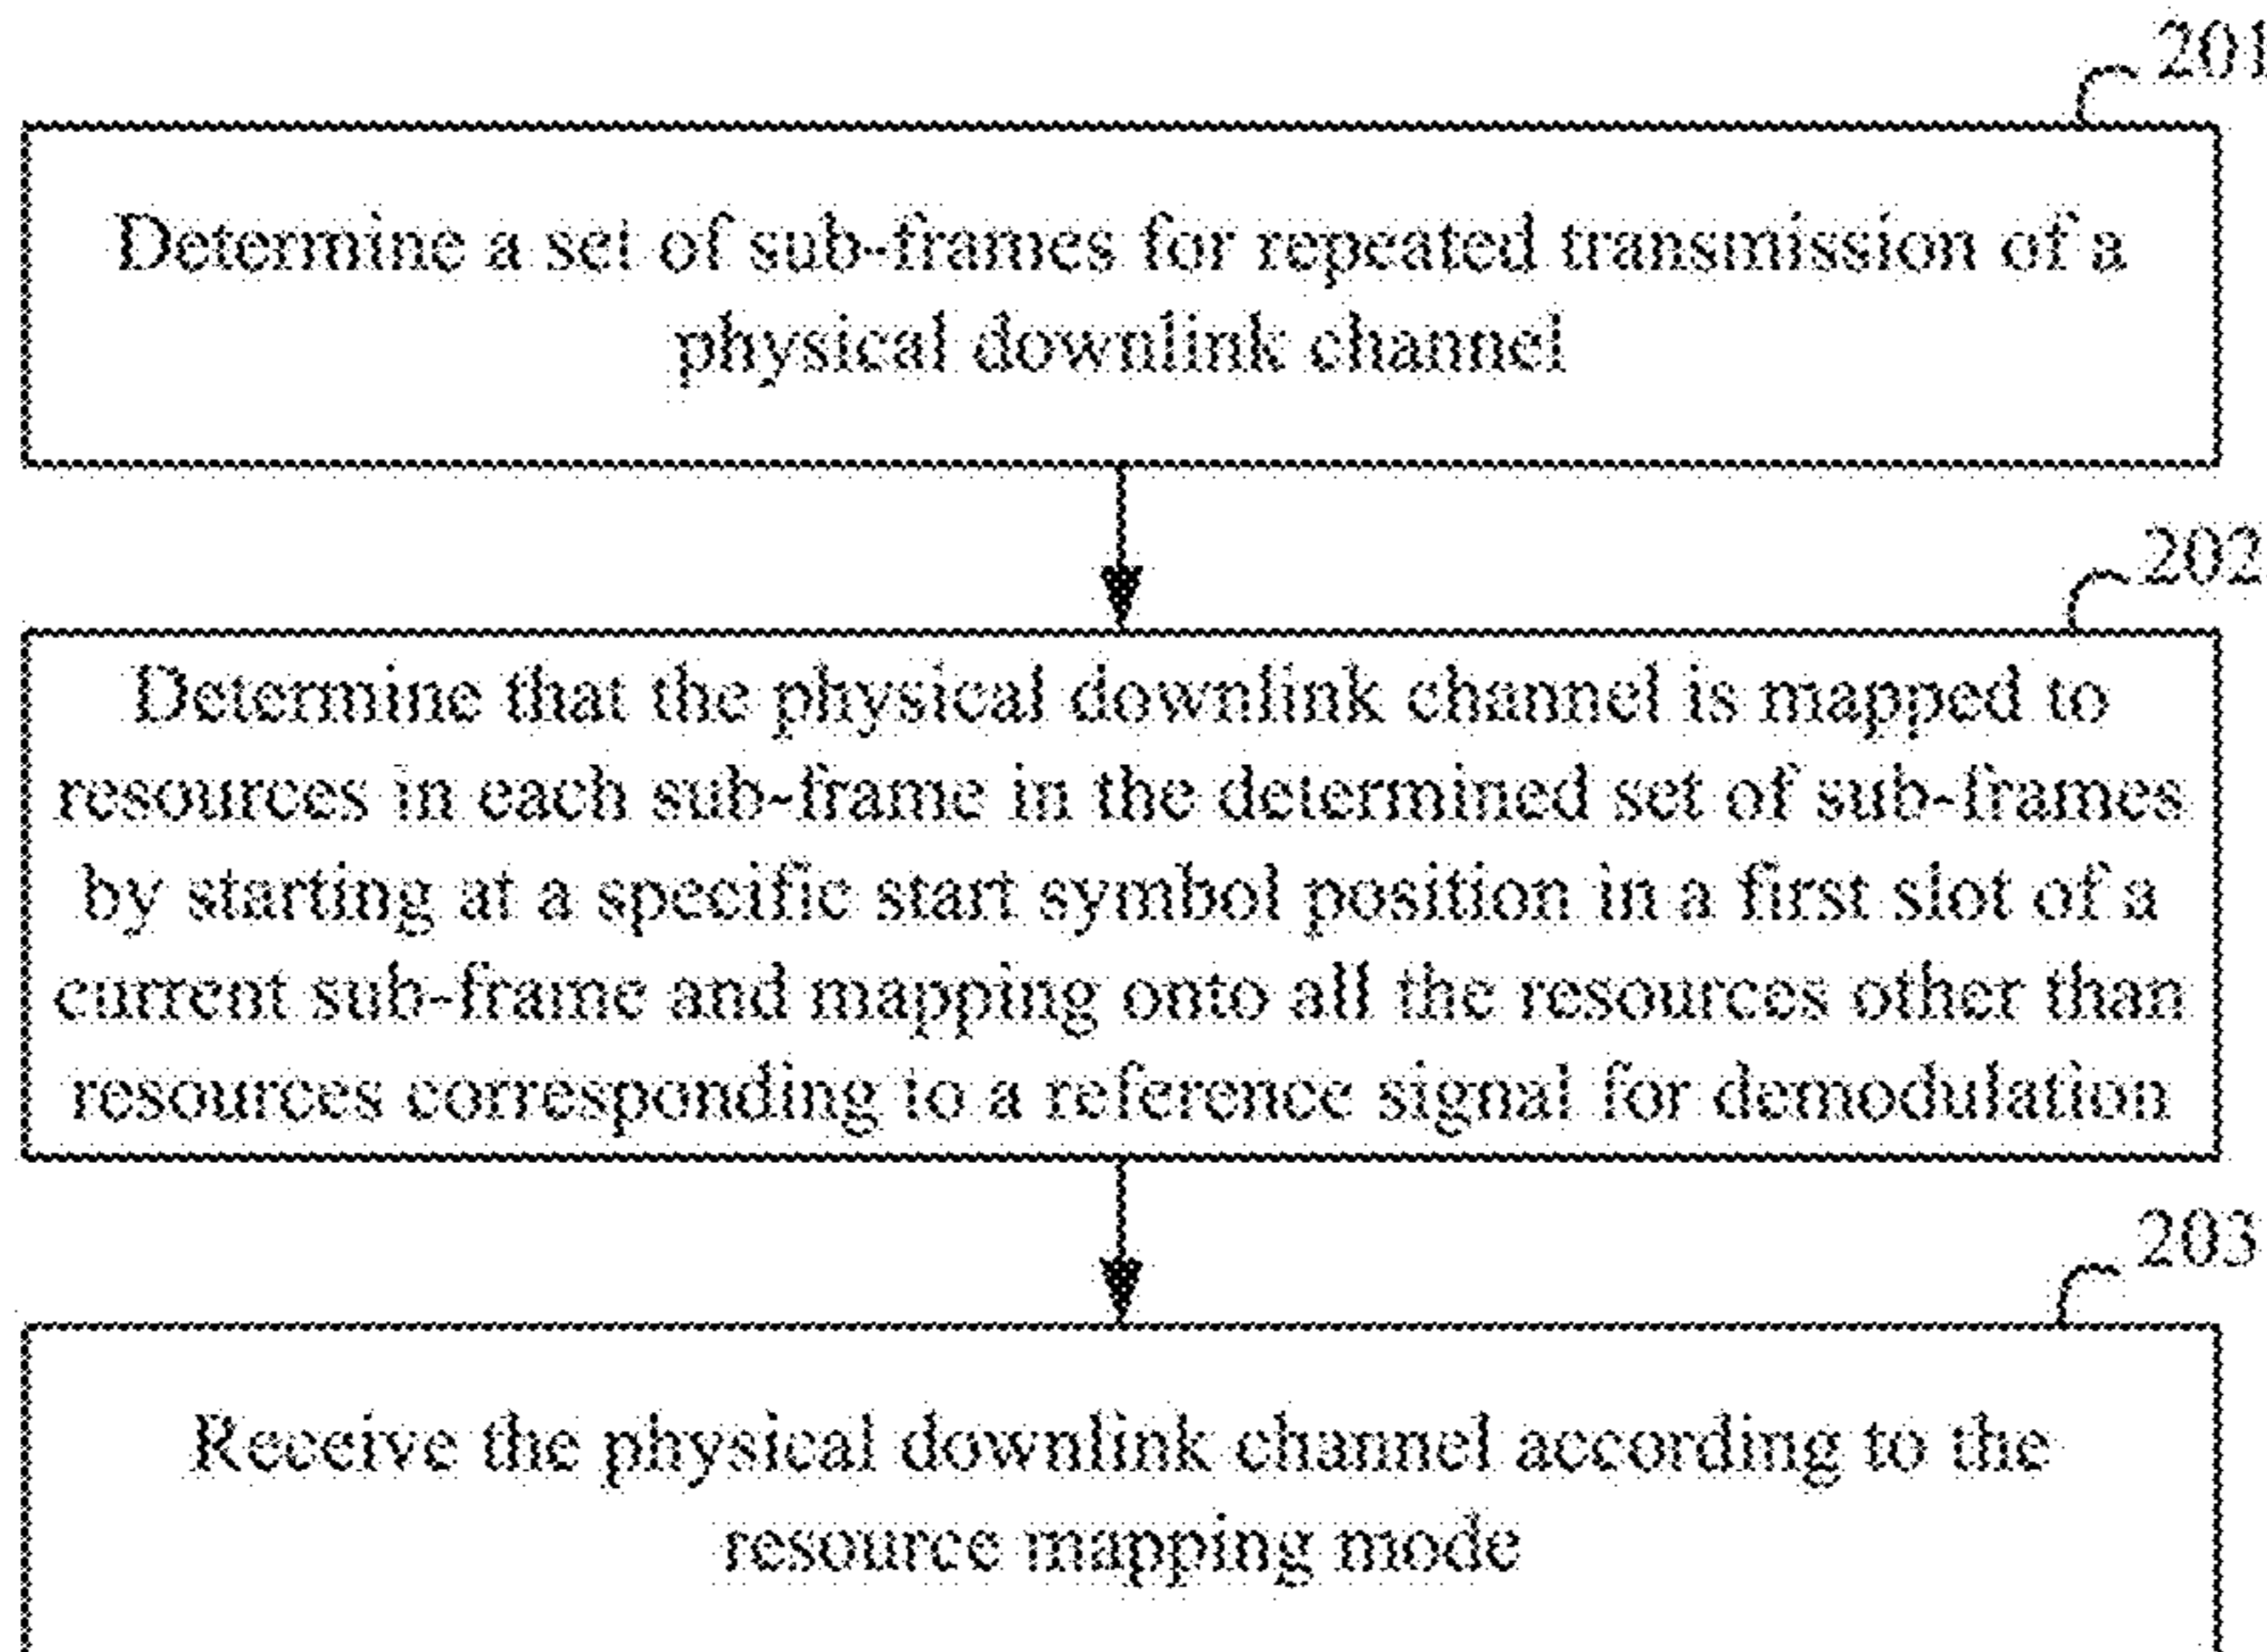 201
Determine a set of sub-frames for repeated transmission of a
physical downlink channel
202
Determine that the physical downlink channel is mapped to
resources in each sub-frame in the determined set of sub-frames
by starting at a specific start symbol position in a first slot of a
current sub-frame and mapping onto all the resources other than
resources corresponding to a reference signal for demodulation
203
Receive the physical downlink channel according to the
resource mapping mode